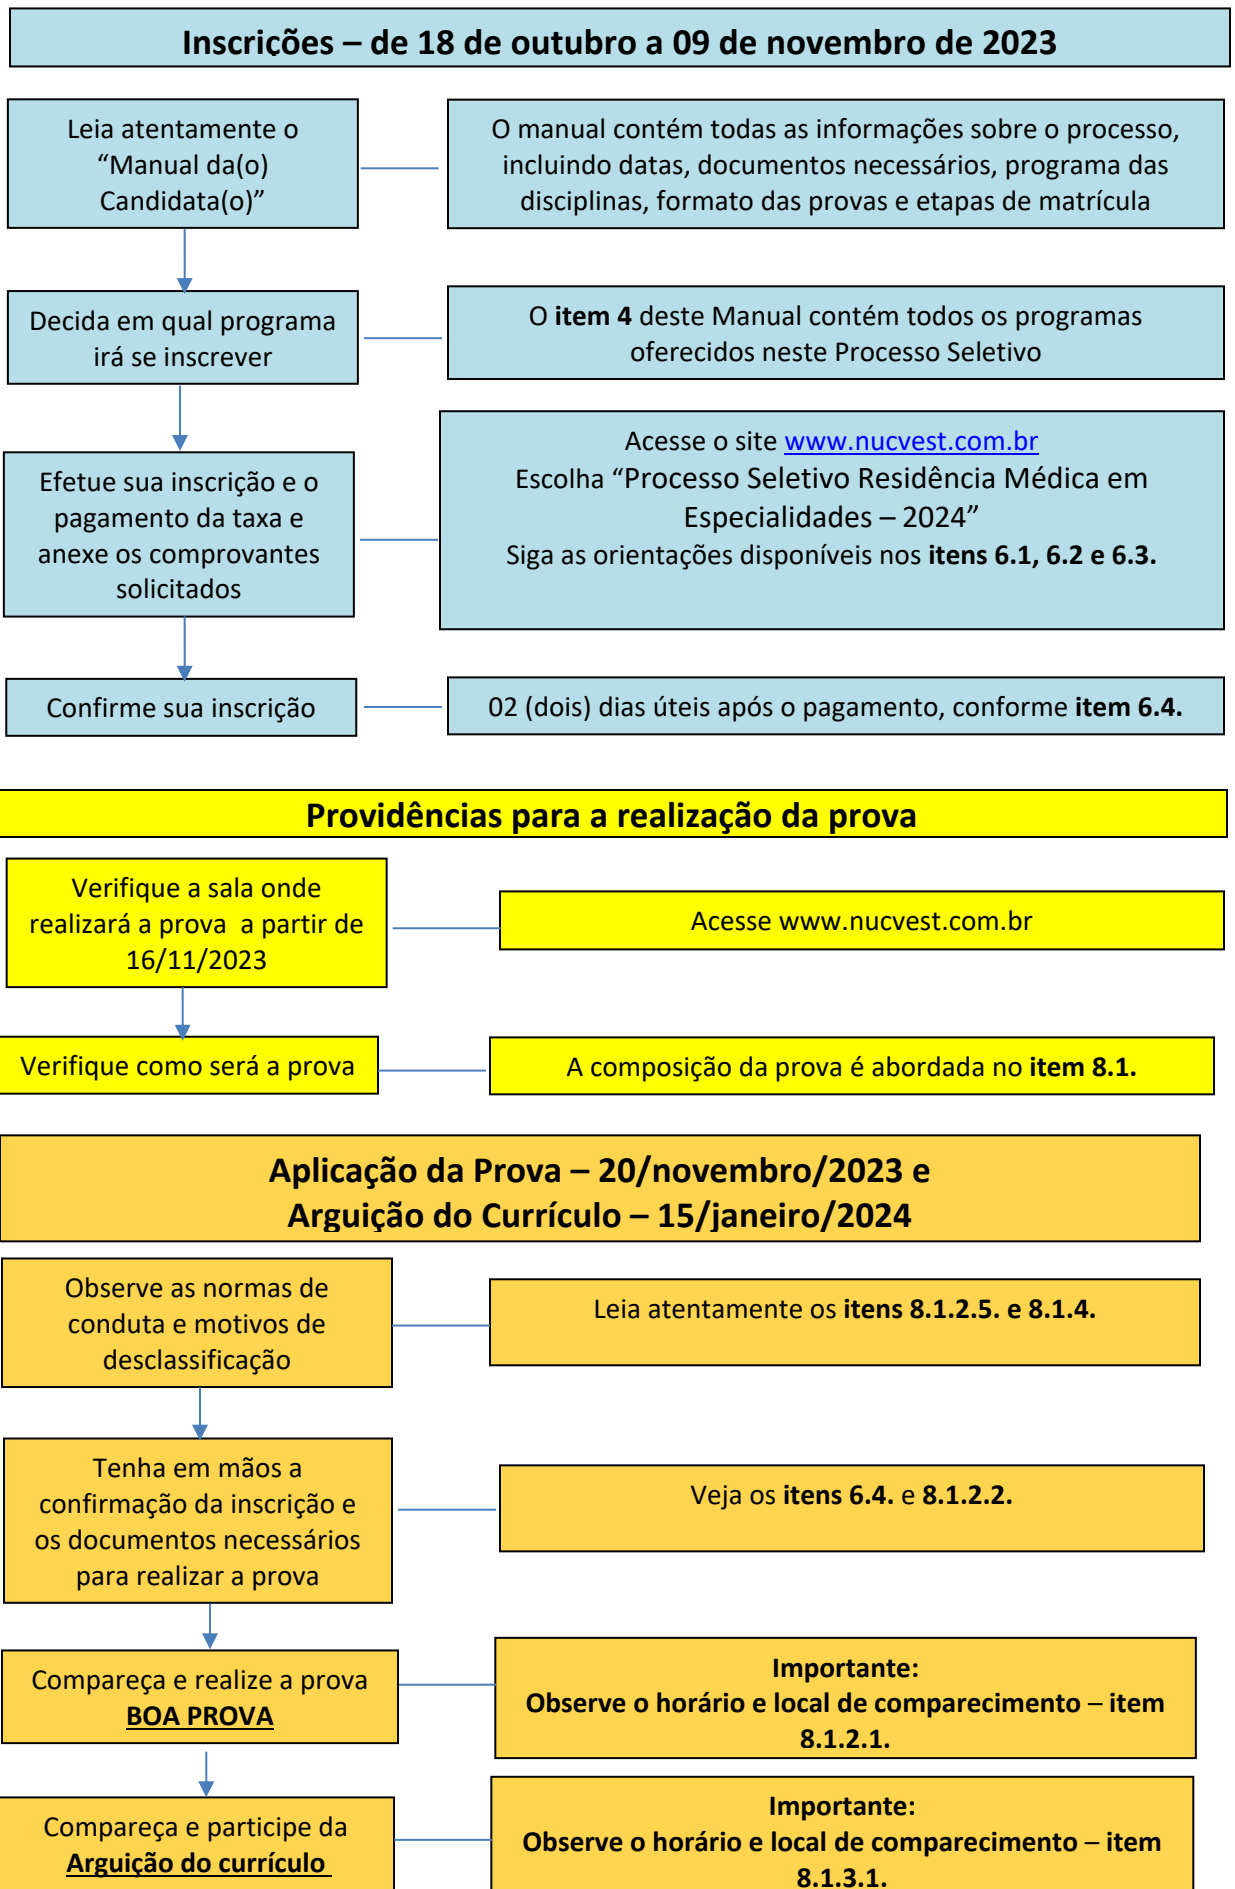 Inscrições – de 18 de outubro a 09 de novembro de 2023
Leia atentamente o
“Manual da(o)
Candidata(o)”
O manual contém todas as informações sobre o processo,
incluindo datas, documentos necessários, programa das
disciplinas, formato das provas e etapas de matrícula
Decida em qual programa
irá se inscrever
O item 4 deste Manual contém todos os programas
oferecidos neste Processo Seletivo
Efetue sua inscrição e o
pagamento da taxa e
anexe os comprovantes
solicitados
Acesse o site www.nucvest.com.br
Escolha “Processo Seletivo Residência Médica em
Especialidades – 2024”
Siga as orientações disponíveis nos itens 6.1, 6.2 e 6.3.
Confirme sua inscrição
02 (dois) dias úteis após o pagamento, conforme item 6.4.
Providências para a realização da prova
Verifique a sala onde
realizará a prova  a partir de
16/11/2023
Acesse www.nucvest.com.br
Verifique como será a prova
A composição da prova é abordada no item 8.1.
Aplicação da Prova – 20/novembro/2023 e
Arguição do Currículo – 15/janeiro/2024
Observe as normas de
conduta e motivos de
desclassificação
Leia atentamente os itens 8.1.2.5. e 8.1.4.
Tenha em mãos a
confirmação da inscrição e
os documentos necessários
para realizar a prova
Veja os itens 6.4. e 8.1.2.2.
Compareça e realize a prova
BOA PROVA
Importante:
Observe o horário e local de comparecimento – item
8.1.2.1.
Compareça e participe da
Arguição do currículo
Importante:
Observe o horário e local de comparecimento – item
8.1.3.1.